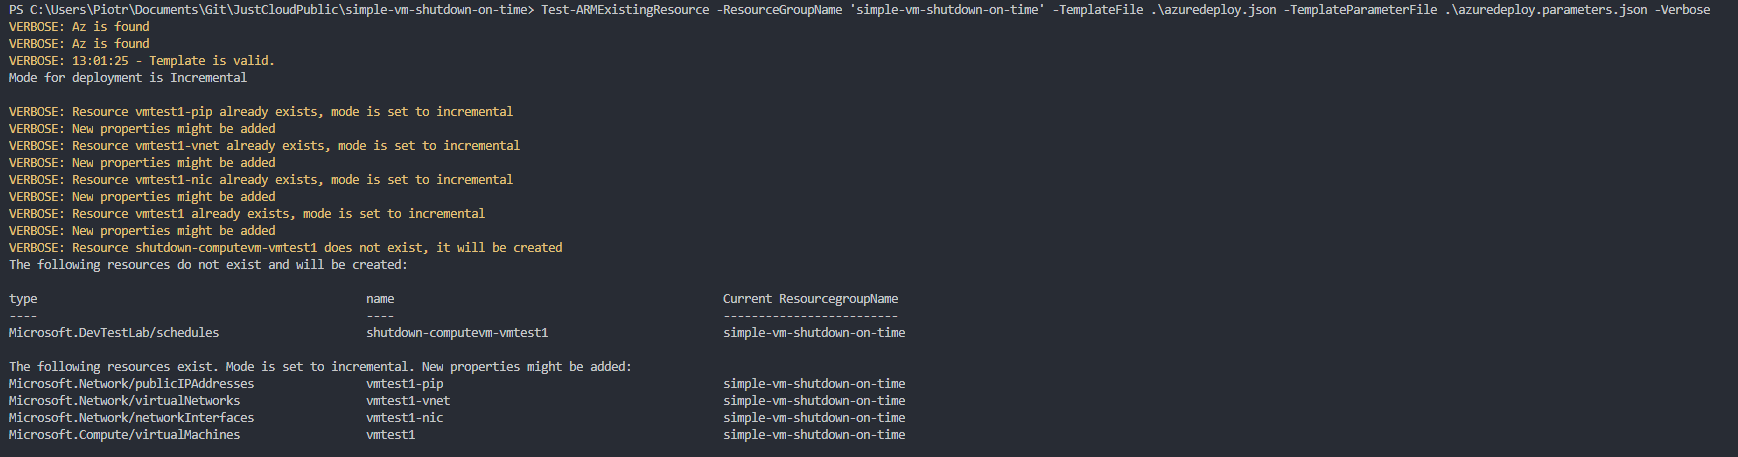 PS C:\Users\Piotr\Documents\Git\JustCloudPublic\simple-vm-shutdown-on-time> Test-ARMExistingResource -ResourceGroupName 'simple-vm-shutdown-on-time' -TemplateFile .\azuredeploy.json -TemplateParameterFile .\azuredeploy.parameters.json -Verbose
VERBOSE: Az is found
VERBOSE: Az is found
VERBOSE: 13:01:25 - Template is valid.
Mode for deployment is Incremental
VERBOSE: Resource vmtest1-pip already exists, mode is set to incremental
VERBOSE: New properties might be added
VERBOSE: Resource vmtest1-vnet already exists, mode is set to incremental
VERBOSE: New properties might be added
VERBOSE: Resource vmtest1-nic already exists, mode is set to incremental
VERBOSE: New properties might be added
VERBOSE: Resource vmtest1 already exists, mode is set to incremental
VERBOSE: New properties might be added
VERBOSE: Resource shutdown-computevm-vmtest1 does not exist, it will be created
The following resources do not exist and will be created:
type name Current ResourcegroupName
---- ---- -------------------------
Microsoft.DevTestLab/schedules shutdown-computevm-vmtest1 simple-vm-shutdown-on-time
The following resources exist. Mode is set to incremental. New properties might be added:
Microsoft.Network/publicIPAddresses vmtest1-pip simple-vm-shutdown-on-time
Microsoft.Network/virtualNetworks vmtest1-vnet simple-vm-shutdown-on-time
Microsoft.Network/networkInterfaces vmtest1-nic simple-vm-shutdown-on-time
Microsoft.Compute/virtualMachines vmtest1 simple-vm-shutdown-on-time